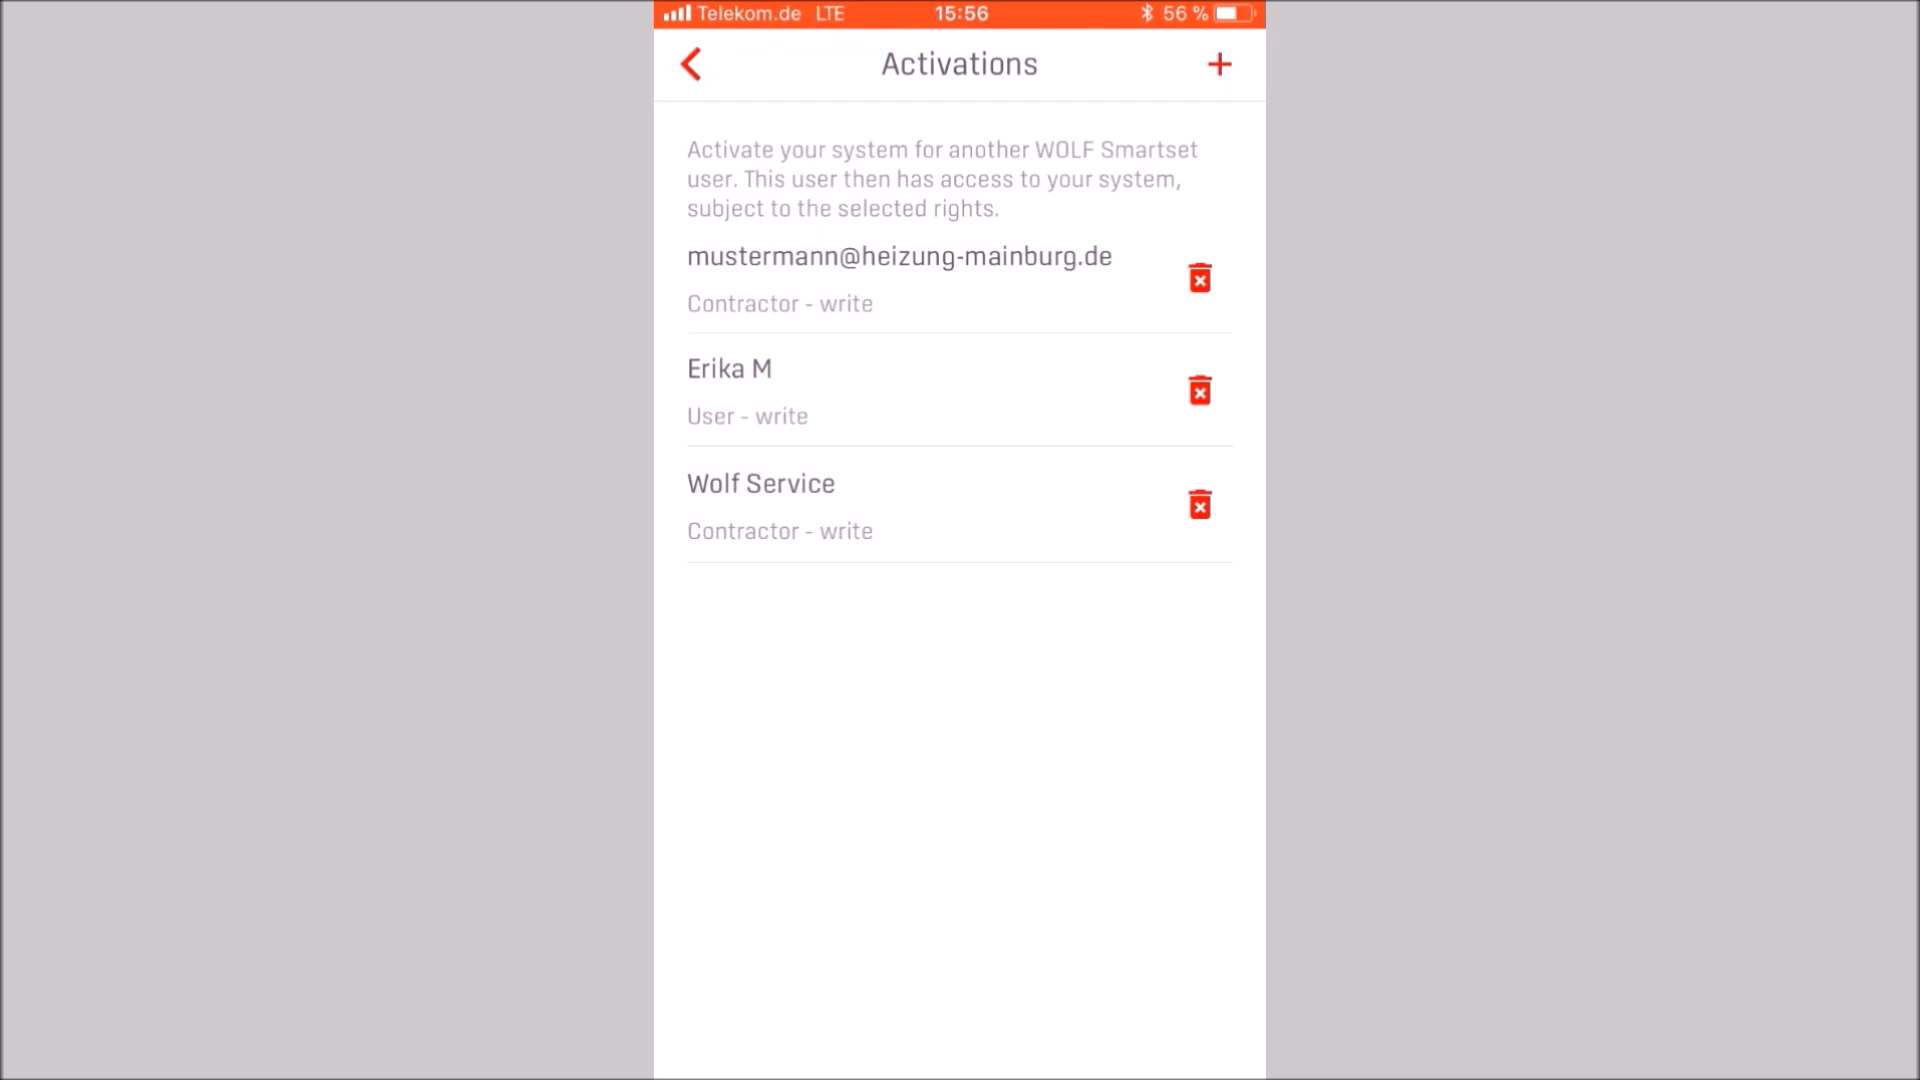 Telekom.de LTE 15:56 56 %
Activations
Activate your system for another WOLF Smartset
user. This user then has access to your system,
subject to the selected rights.
mustermann@heizung-mainburg.de
Contractor - write
Erika M
User - write
Wolf Service
Contractor - write